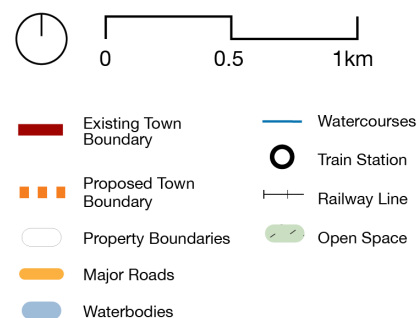 0 0.5 1km
Existing Town
Boundary
Proposed Town
Boundary
Property Boundaries
Major Roads
Waterbodies
Watercourses
Train Station
Railway Line
Open Space